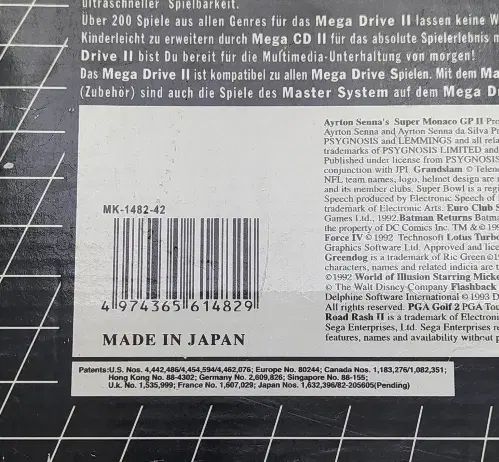 ultraschneller Spielbarkeit.
Über 200 Spiele aus allen Genres für das Mega Drive II lassen keine W
Kinderleicht zu erweitern durch Mega CD II für das absolute Spielerlebnis m
Drive II bist Du bereit für die Multimedia-Unterhaltung von morgen!
Das Mega Drive II ist kompatibel zu allen Mega Drive Spielen. Mit dem Ma
(Zubehör) sind auch die Spiele des Master System auf dem Mega D
MK-1482-42
4 974365 614829
MADE IN JAPAN
Ayrton Senna's Super Monaco GP II Pro
Ayrton Senna and Ayrton Senna da Silva P
PSYGNOSIS and LEMMINGS and all rela
trademarks of PSYGNOSIS LIMITED and
Published under license from PSYGNOSIS
conjunction with JPI. Grandslam © Telene
NFL team names, logo, helmet design are r
and its member clubs. Super Bowl is a regi
Speech produced by Electronic Speech of
trademark of Electronic Arts. Euro Club S
Games Ltd., 1992. Batman Returns Batma
the property of DC Comics Inc. TM & © 199
Force IV © 1992 Technosoft Lotus Turbo
Graphics Software Ltd. Approved and lice
Greendog is a trademark of Ric Green ©19
characters, names and related indicia are t
©1992 World of Illusion Starring Micke
© The Walt Disney Company Flashback
Delphine Software International © 1993 D
All rights reserved. PGA Golf 2 PGA Tou
Road Rash II is a trademark of Electroni
Sega Enterprises, Ltd. Sega Enterprises re
features, names and availability without p
Patents:U.S. Nos. 4,442,486/4,454,594/4,462,076; Europe No. 80244; Canada Nos. 1,183,276/1,082,351;
Hong Kong No. 88-4302; Germany No. 2,609,826; Singapore No. 88-155;
U.k. No. 1,535,999; France No. 1,607,029; Japan Nos. 1,632,396/82-205605(Pending)